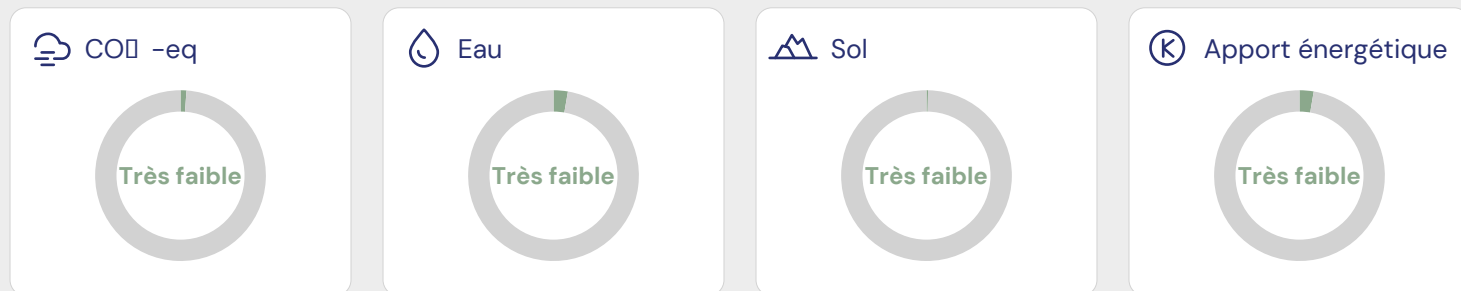 CO▯ -eq
Très faible
Eau
Très faible
Sol
Très faible
Apport énergétique
Très faible